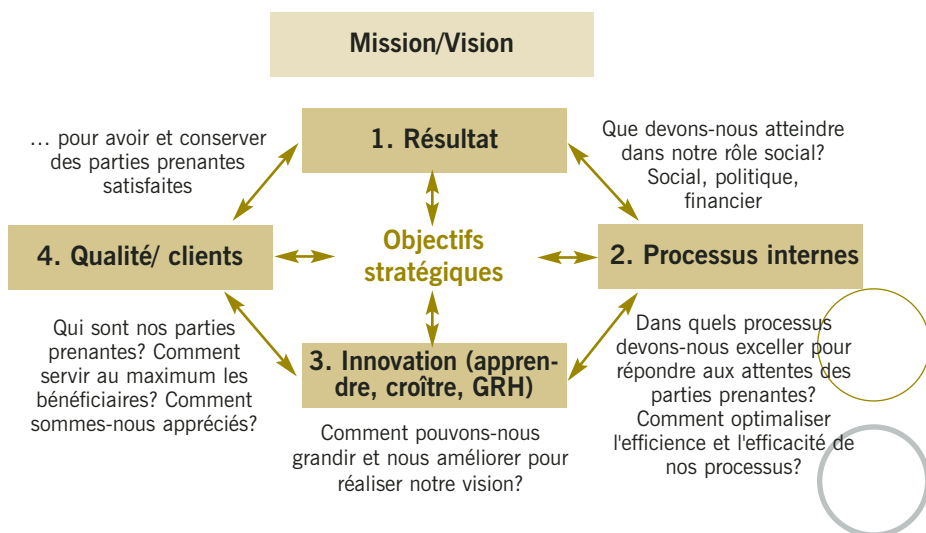 Mission/Vision
… pour avoir et conserver
des parties prenantes
satisfaites
1. Résultat
Que devons-nous atteindre
dans notre rôle social?
Social, politique,
financier
4. Qualité/ clients
Objectifs
stratégiques
2. Processus internes
Qui sont nos parties
prenantes? Comment
servir au maximum les
bénéficiaires? Comment
sommes-nous appréciés?
3. Innovation (appren-
dre, croître, GRH)
Comment pouvons-nous
grandir et nous améliorer pour
réaliser notre vision?
Dans quels processus
devons-nous exceller pour
répondre aux attentes des
parties prenantes?
Comment optimaliser
l'efficience et l'efficacité de
nos processus?